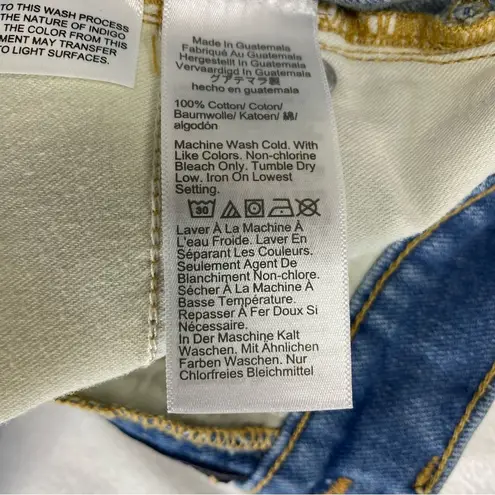 TO THIS WASH PROCESS
THE NATURE OF INDIGO
THE COLOR FROM THIS
MENT MAY TRANSFER
TO LIGHT SURFACES.
Made In Guatemala
Fabriqué Au Guatemala
Hergestellt In Guatemala
Vervaardigd In Guatemala
グアテマラ製
hecho en guatemala
100% Cotton/ Coton/
Baumwolle/ Katoen/ 綿/
algodón
Machine Wash Cold. With
Like Colors. Non-chlorine
Bleach Only. Tumble Dry
Low. Iron On Lowest
Setting.
30
Laver À La Machine À
L'eau Froide. Laver En
Séparant Les Couleurs.
Seulement Agent De
Blanchiment Non-chlore.
Sécher À La Machine À
Basse Température.
Repasser À Fer Doux Si
Nécessaire.
In Der Maschine Kalt
Waschen. Mit Ähnlichen
Farben Waschen. Nur
Chlorfreies Bleichmittel